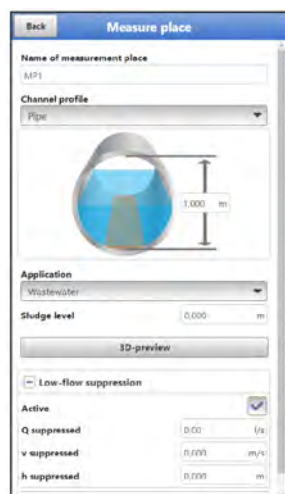 Back Measure place
Name of measurement place
MP1
Channel profile
Pipe
1,000 m
Application
Wastewater
Sludge level 0,000 m
3D-preview
Low-flow suppression
Active
Q suppressed 0,00 l/s
v suppressed 0,000 m/s
h suppressed 0,000 m